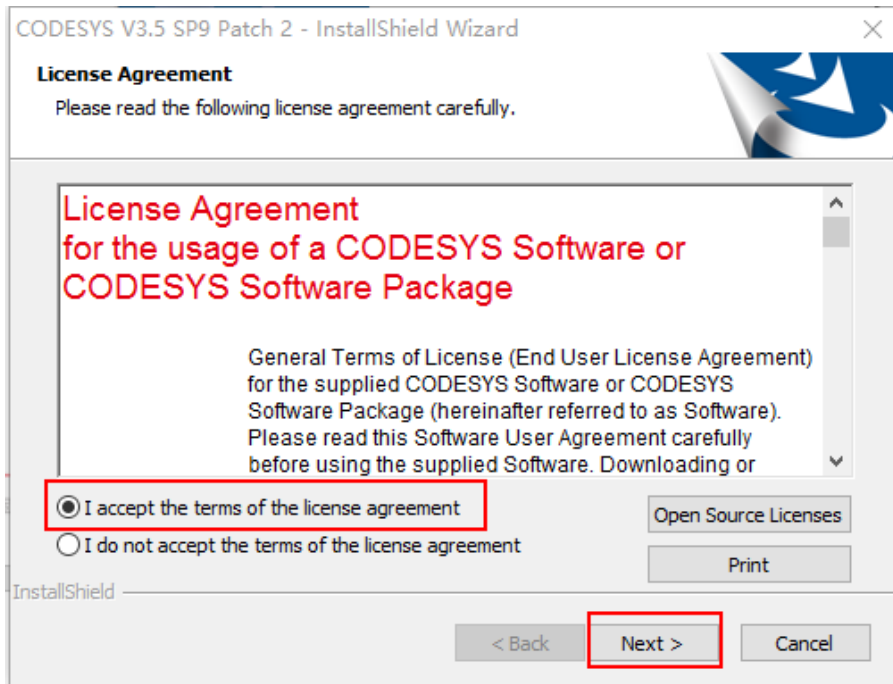 CODESYS V3.5 SP9 Patch 2 - InstallShield Wizard
License Agreement
Please read the following license agreement carefully.
License Agreement
for the usage of a CODESYS Software or
CODESYS Software Package
General Terms of License (End User License Agreement)
for the supplied CODESYS Software or CODESYS
Software Package (hereinafter referred to as Software).
Please read this Software User Agreement carefully
before using the supplied Software. Downloading or
I accept the terms of the license agreement
Open Source Licenses
I do not accept the terms of the license agreement
Print
InstallShield
< Back
Next >
Cancel